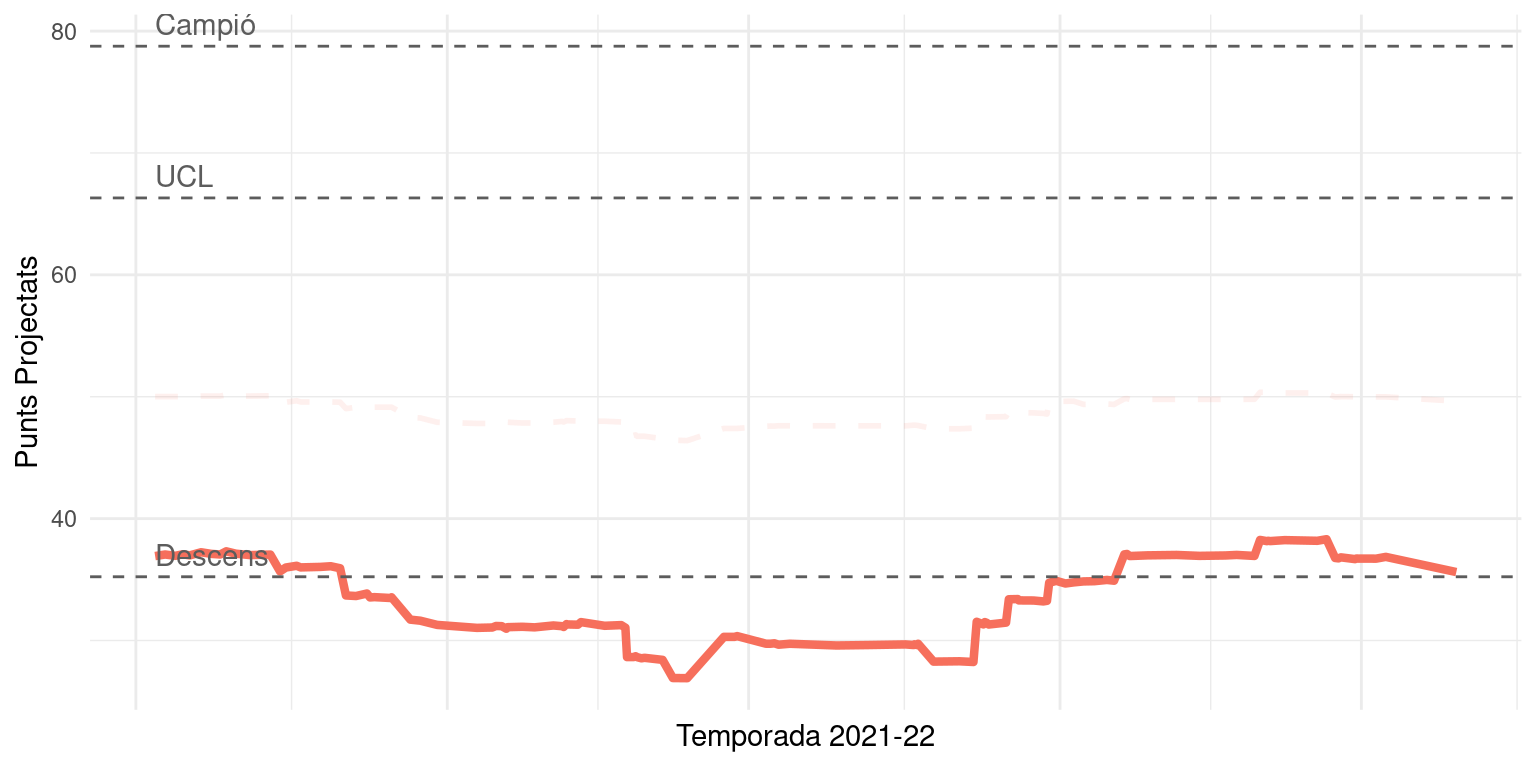 80
Campió
UCL
60
Punts Projectats
40
Descens
Temporada 2021-22